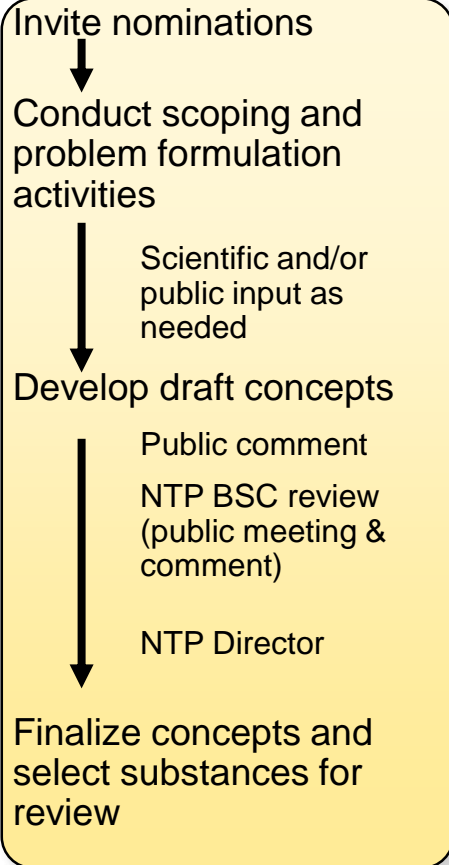 Invite nominations
Conduct scoping and
problem formulation
activities
Scientific and/or
public input as
needed
Develop draft concepts
Public comment
NTP BSC review
(public meeting &
comment)
NTP Director
Finalize concepts and
select substances for
review